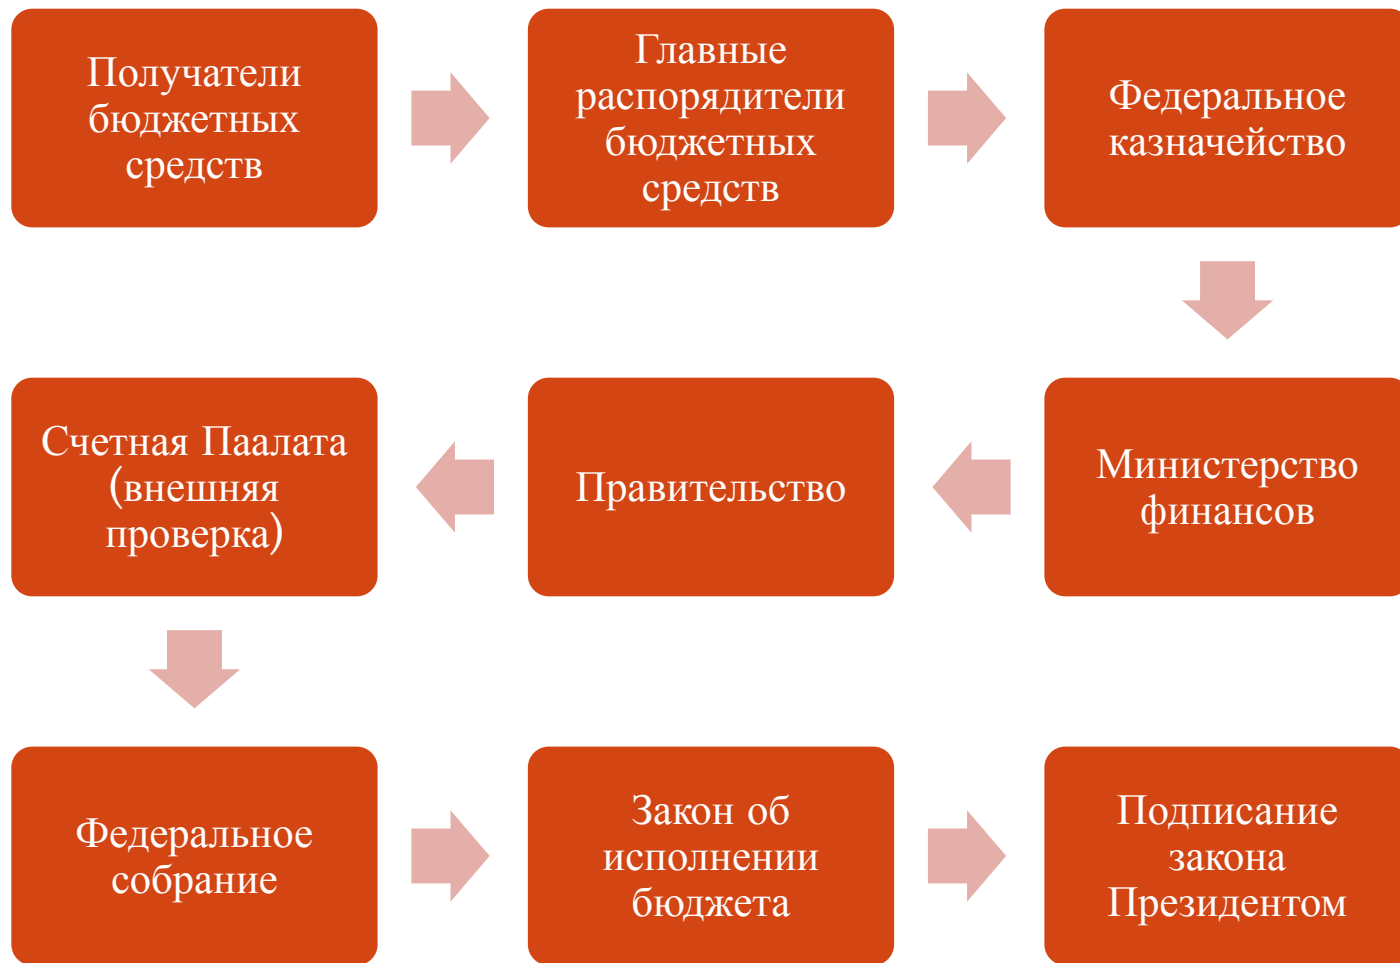 Получатели
бюджетных
средств
Главные
распорядители
бюджетных
средств
Федеральное
казначейство
Министерство
финансов
Правительство
Счетная Паалата
(внешняя
проверка)
Федеральное
собрание
Закон об
исполнении
бюджета
Подписание
закона
Президентом